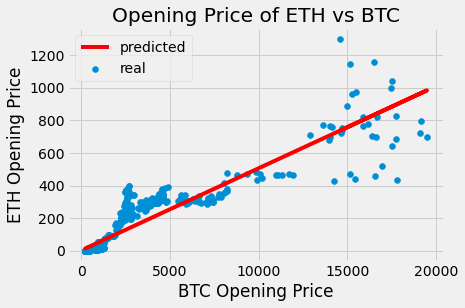 Opening Price of ETH vs BTC
predicted
real
ETH Opening Price
1200
1000
800
600
400
200
0
0 5000 10000 15000 20000
BTC Opening Price